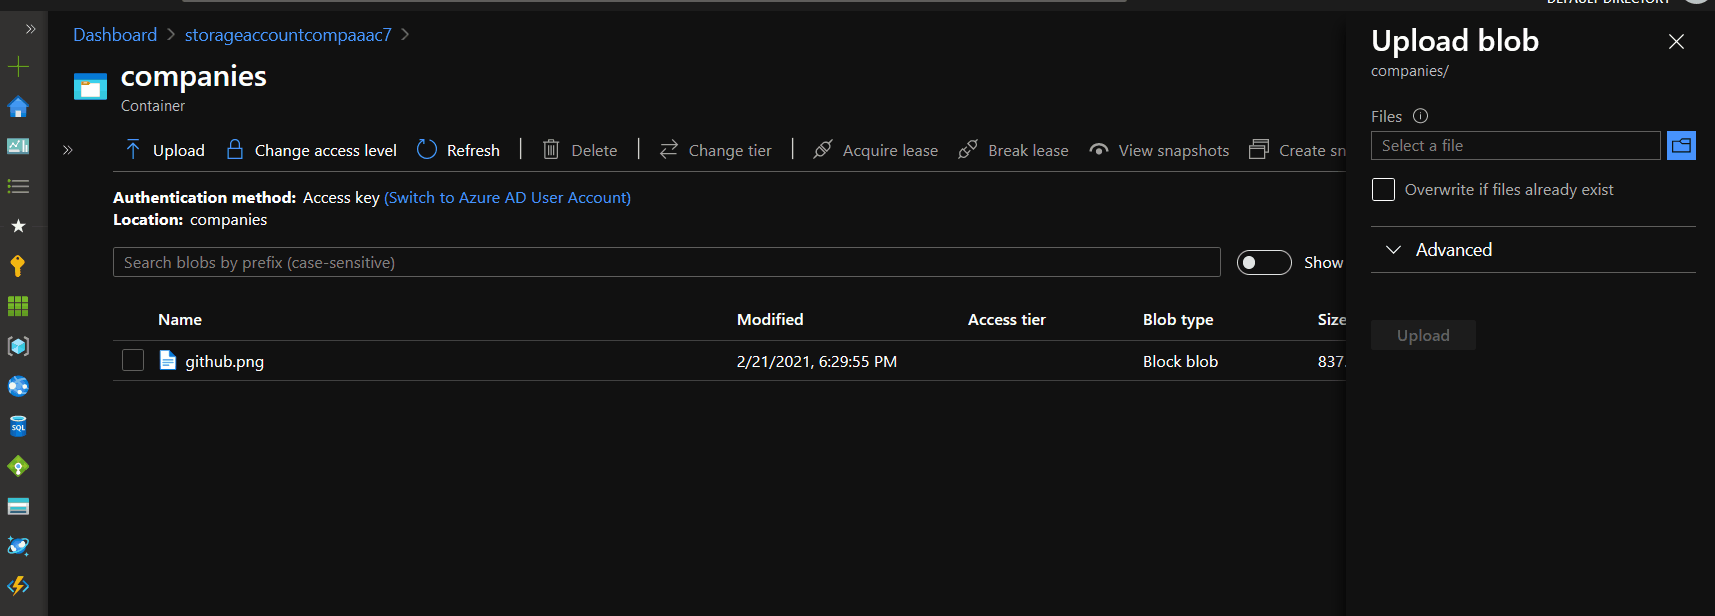 DEFAULT DIRECTORY
Dashboard > storageaccountcompaaac7 >
companies
Container
Upload Change access level Refresh | Delete | Change tier | Acquire lease Break lease View snapshots Create sn
Authentication method: Access key (Switch to Azure AD User Account)
Location: companies
Search blobs by prefix (case-sensitive)
Show
Name Modified Access tier Blob type Size
github.png 2/21/2021, 6:29:55 PM Block blob 837.
SQL
Upload blob
companies/
Files
Select a file
Overwrite if files already exist
Advanced
Upload